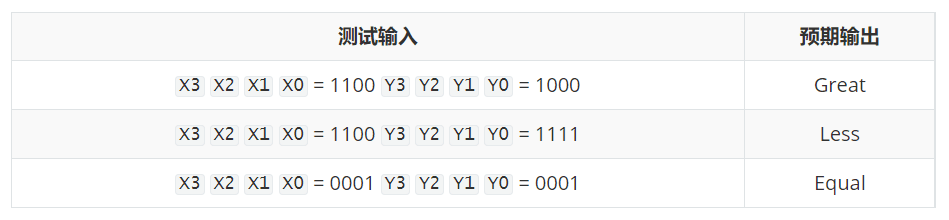 测试输入 预期输出
X3 X2 X1 X0 = 1100 Y3 Y2 Y1 Y0 = 1000 Great
X3 X2 X1 X0 = 1100 Y3 Y2 Y1 Y0 = 1111 Less
X3 X2 X1 X0 = 0001 Y3 Y2 Y1 Y0 = 0001 Equal